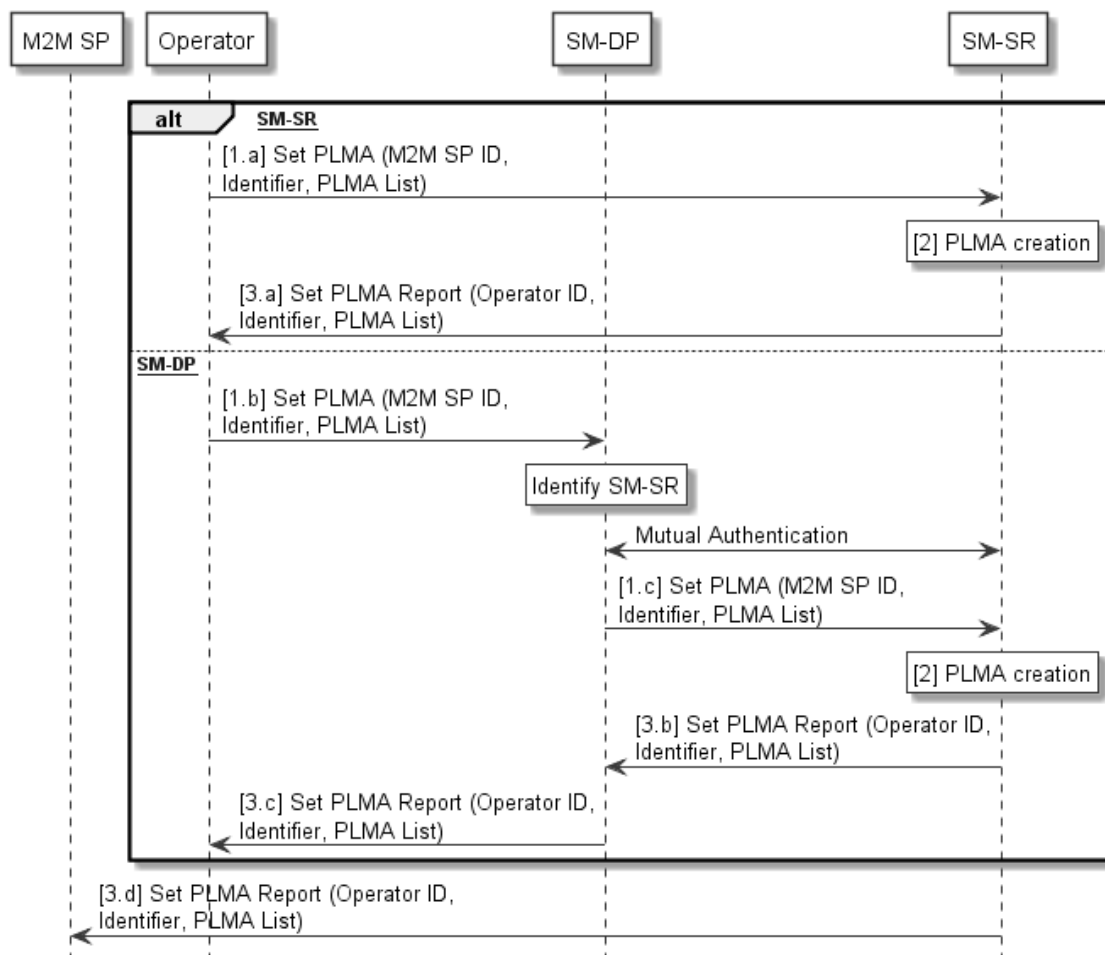 M2M SP
Operator
SM-DP
SM-SR
alt
SM-SR
[1.a] Set PLMA (M2M SP ID,
Identifier, PLMA List)
[2] PLMA creation
[3.a] Set PLMA Report (Operator ID,
Identifier, PLMA List)
SM-DP
[1.b] Set PLMA (M2M SP ID,
Identifier, PLMA List)
Identify SM-SR
Mutual Authentication
[1.c] Set PLMA (M2M SP ID,
Identifier, PLMA List)
[2] PLMA creation
[3.b] Set PLMA Report (Operator ID,
Identifier, PLMA List)
[3.c] Set PLMA Report (Operator ID,
Identifier, PLMA List)
[3.d] Set PLMA Report (Operator ID,
Identifier, PLMA List)